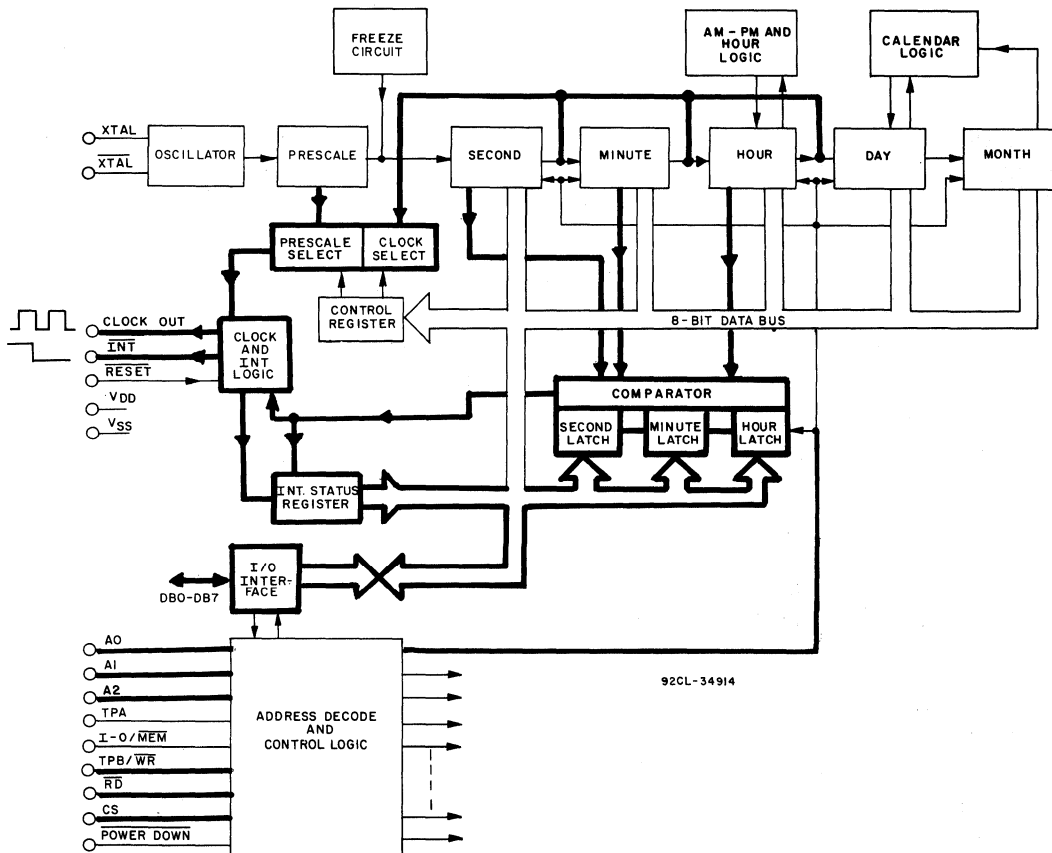 FREEZE
CIRCUIT
AM – PM AND
HOUR
LOGIC
CALENDAR
LOGIC
XTAL
XTAL
OSCILLATOR
PRESCALE
SECOND
MINUTE
HOUR
DAY
MONTH
PRESCALE
SELECT
CLOCK
SELECT
CONTROL
REGISTER
8-BIT DATA BUS
CLOCK OUT
INT
RESET
VDD
VSS
CLOCK
AND
INT
LOGIC
COMPARATOR
SECOND
LATCH
MINUTE
LATCH
HOUR
LATCH
INT. STATUS
REGISTER
I/O
INTER-
FACE
DB0-DB7
A0
A1
A2
TPA
I-O/MEM
TPB/WR
RD
CS
POWER DOWN
ADDRESS DECODE
AND
CONTROL LOGIC
92CL-34914